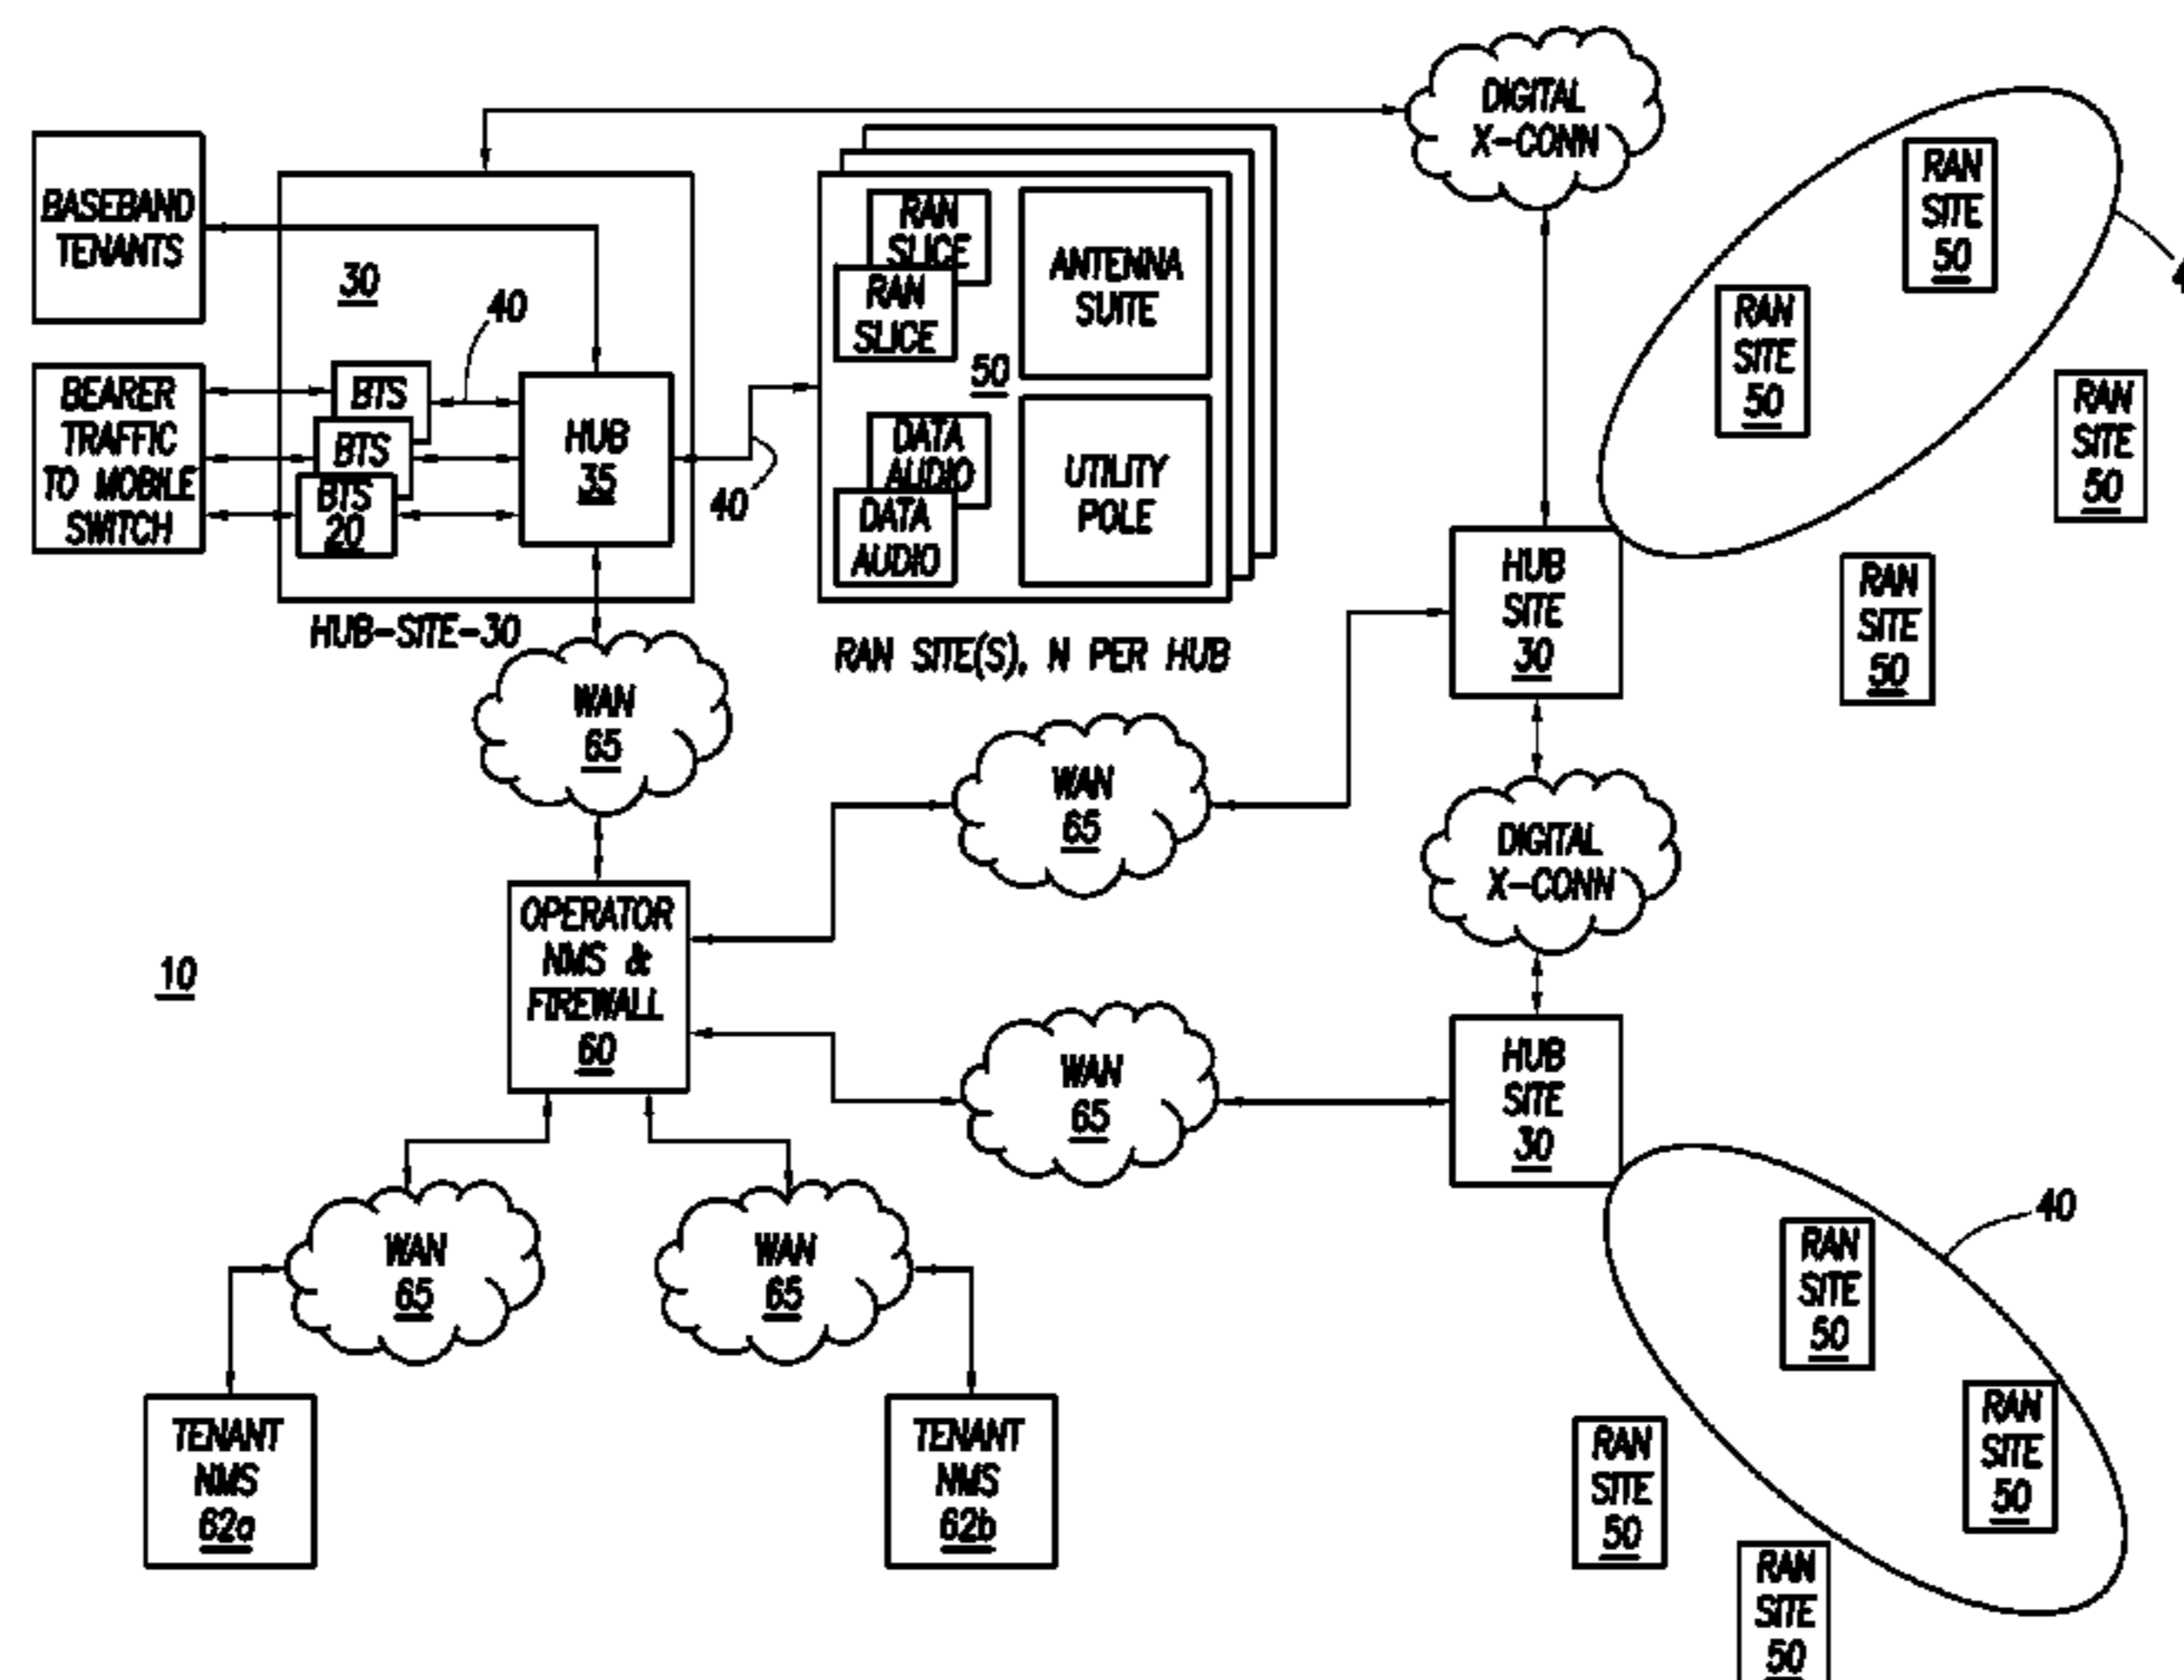 DIGITAL
X-CONN
BASEBAND
TENANTS
30
40
BEARER
TRAFFIC
TO MOBILE
SWITCH
BTS
BTS
BTS
20
HUB
35
HUB-SITE-30
40
RAN
SLICE
RAN
SLICE
50
ANTENNA
SUITE
DATA
AUDIO
DATA
AUDIO
UTILITY
POLE
RAN SITE(S), N PER HUB
RAN
SITE
50
RAN
SITE
50
RAN
SITE
50
RAN
SITE
50
HUB
SITE
30
WAN
65
WAN
65
DIGITAL
X-CONN
OPERATOR
NMS &
FIREWALL
60
10
WAN
65
HUB
SITE
30
WAN
65
WAN
65
40
RAN
SITE
50
RAN
SITE
50
RAN
SITE
50
RAN
SITE
50
TENANT
NMS
62a
TENANT
NMS
62b